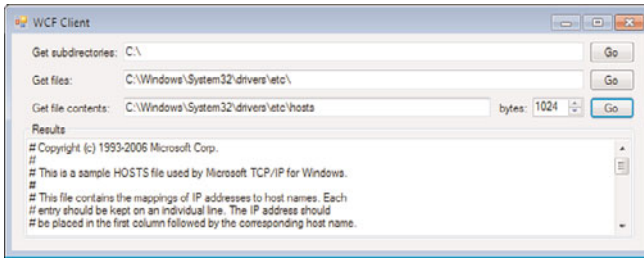 WCF Client
Get subdirectories: C:\ Go
Get files: C:\Windows\System32\drivers\etc\ Go
Get file contents: C:\Windows\System32\drivers\etc\hosts bytes: 1024 Go
Results
# Copyright (c) 1993-2006 Microsoft Corp.
#
# This is a sample HOSTS file used by Microsoft TCP/IP for Windows.
#
# This file contains the mappings of IP addresses to host names. Each
# entry should be kept on an individual line. The IP address should
# be placed in the first column followed by the corresponding host name.